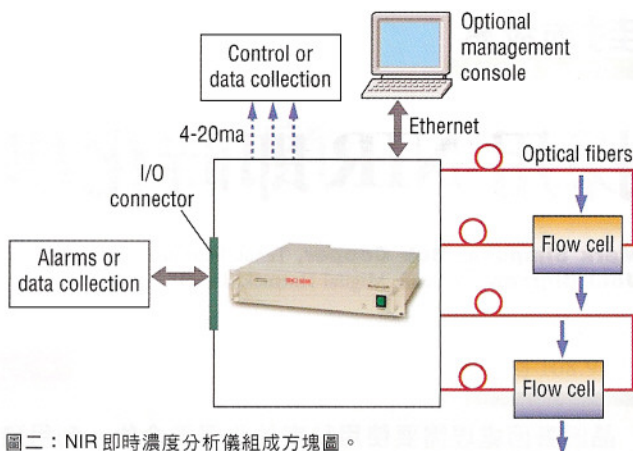 Control or
data collection
Optional
management
console
4-20ma
Ethernet
I/O
connector
Optical fibers
Alarms or
data collection
Flow cell
Flow cell
圖二：NIR 即時濃度分析儀組成方塊圖。